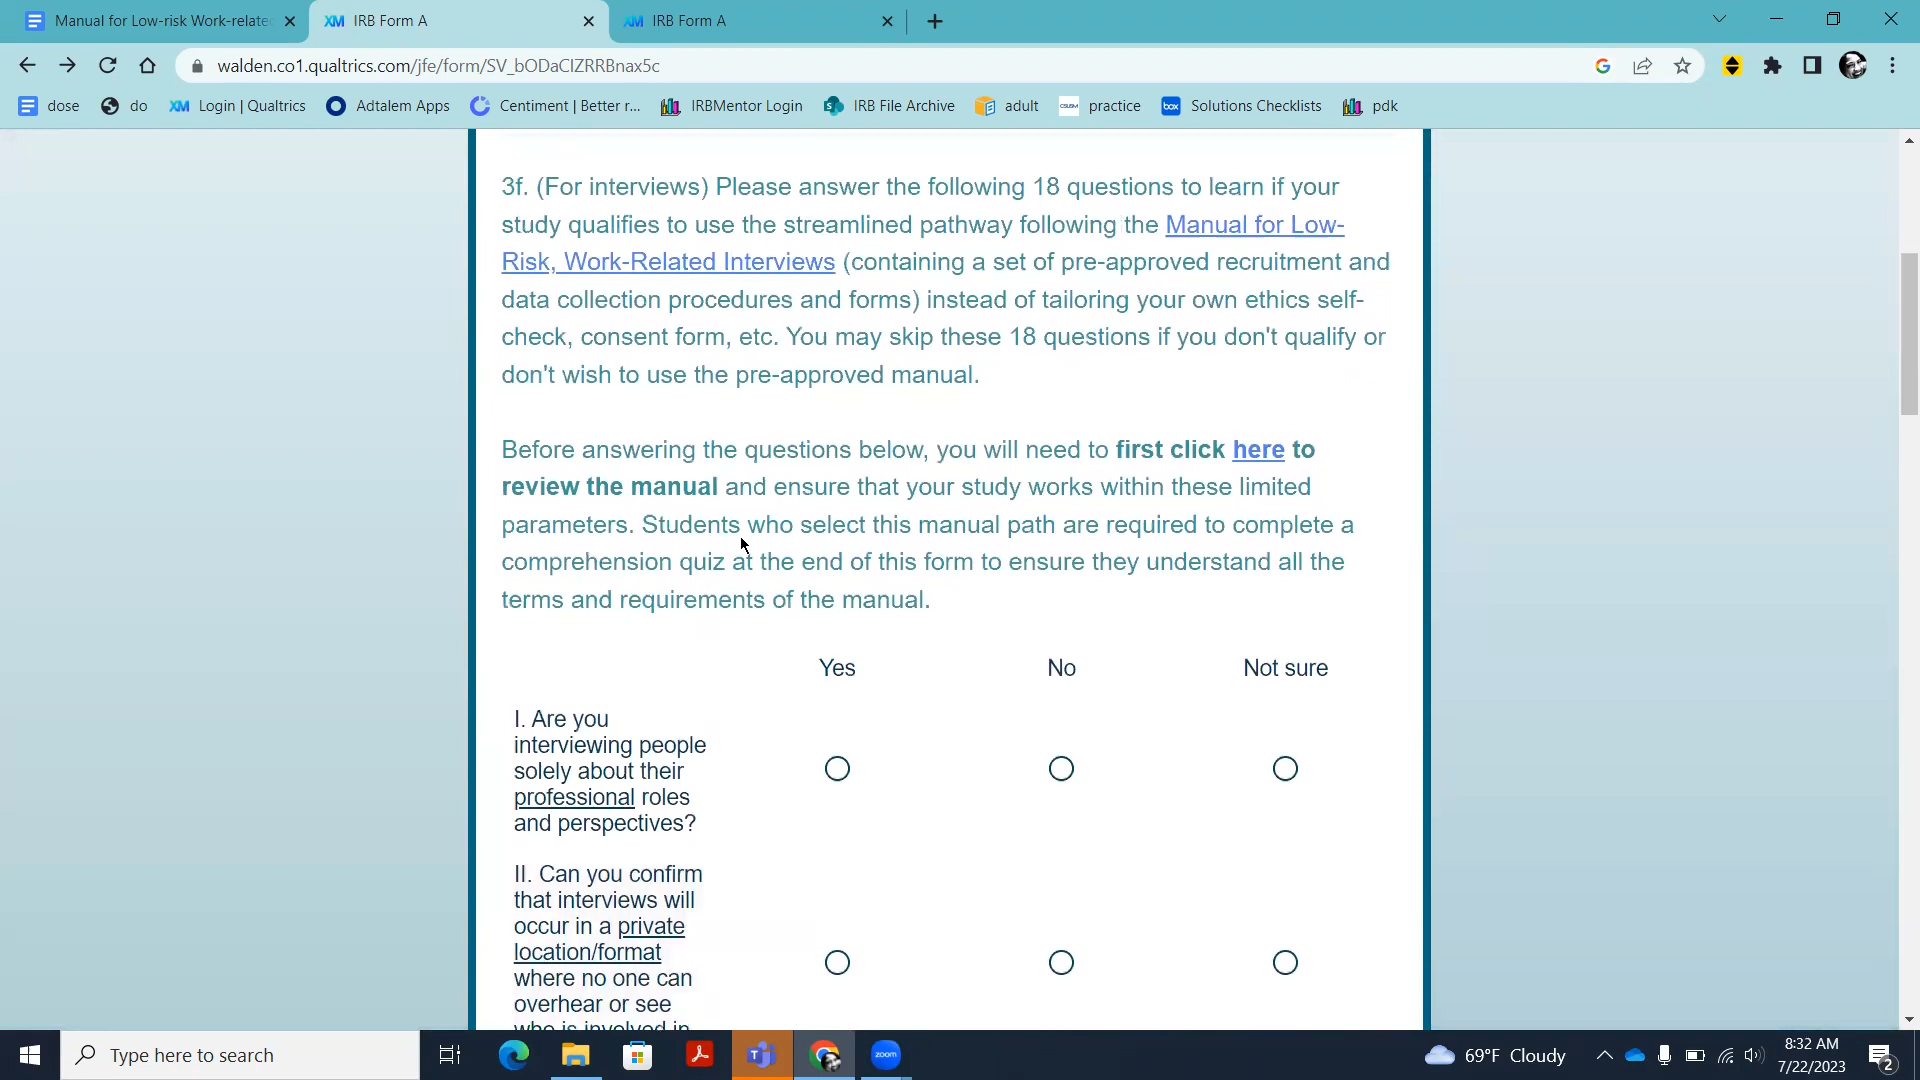 Manual for Low-risk Work-relate
IRB Form A
IRB Form A
walden.co1.qualtrics.com/jfe/form/SV_bODaCIZRRBnax5c
dose
do
Login | Qualtrics
Adtalem Apps
Centiment | Better r...
IRBMentor Login
IRB File Archive
adult
practice
Solutions Checklists
pdk
3f. (For interviews) Please answer the following 18 questions to learn if your
study qualifies to use the streamlined pathway following the Manual for Low-
Risk, Work-Related Interviews (containing a set of pre-approved recruitment and
data collection procedures and forms) instead of tailoring your own ethics self-
check, consent form, etc. You may skip these 18 questions if you don't qualify or
don't wish to use the pre-approved manual.
Before answering the questions below, you will need to first click here to
review the manual and ensure that your study works within these limited
parameters. Students who select this manual path are required to complete a
comprehension quiz at the end of this form to ensure they understand all the
terms and requirements of the manual.
Yes No Not sure
I. Are you
interviewing people
solely about their
professional roles
and perspectives?
II. Can you confirm
that interviews will
occur in a private
location/format
where no one can
overhear or see
who is involved in
Type here to search
zoom
69°F Cloudy
8:32 AM
7/22/2023
2